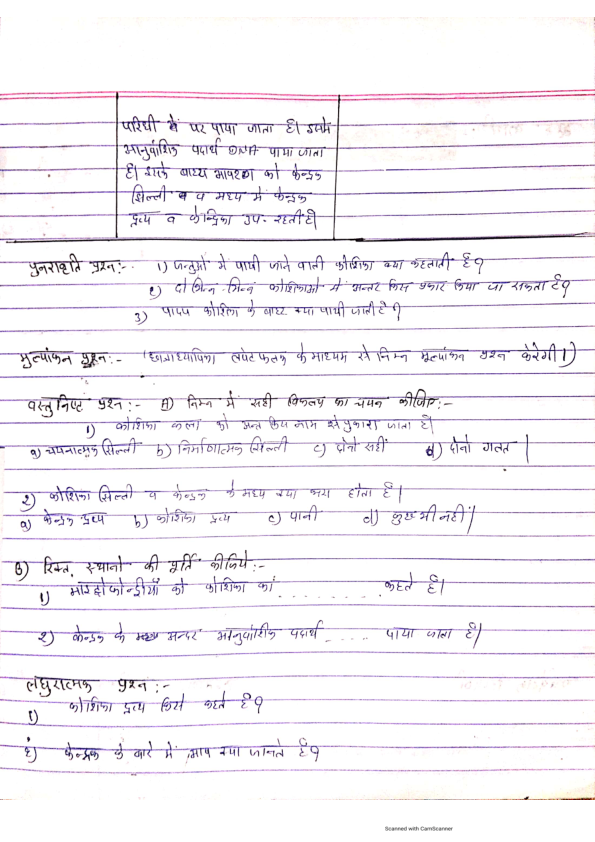 परिधी में पर पाया जाता है। इसमें
आनुवांशिक पदार्थ DNA पाया जाता
है। इसके बाह्य आवरण को केन्द्रक
झिल्ली व व मध्य में केन्द्रक
द्रव्य व केन्द्रिका उप- रहती है।
पुनरावृति प्रश्न:- 1) जन्तुओं में पायी जाने वाली कोशिका क्या कहलाती है?
2) दो भिन्न-भिन्न कोशिकाओं में अन्तर किस प्रकार किया जा सकता है?
3) पादप कोशिका के बाहर क्या पायी जाती है?
मूल्यांकन प्रश्न:- (छात्राध्यापिका लपेटफलक के माध्यम से निम्न मूल्यांकन प्रश्न करेगी।)
वस्तुनिष्ट प्रश्न:- A) निम्न में सही विकल्प का चयन कीजिए:-
1) कोशिका कला को अन्य किस नाम से पुकारा जाता है।
a) चयनात्मक झिल्ली b) निर्माणात्मक झिल्ली c) दोनों सही d) दोनों गलत।
2) कोशिका झिल्ली व केन्द्रक के मध्य क्या भरा होता है।
a) केन्द्रक द्रव्य b) कोशिका द्रव्य c) पानी d) कुछ भी नहीं।
B) रिक्त स्थानो की पूर्ति कीजिये:-
1) माइटोकोन्ड्रीयाँ को कोशिका का ........ कहते है।
2) केन्द्रक के अन्दर आनुवांशिक पदार्थ ..... पाया जाता है।
लघुरात्मक प्रश्न:-
1) कोशिका द्रव्य किसे कहते है?
2) केन्द्रक के बारे में आप क्या जानते है?
Scanned with CamScanner